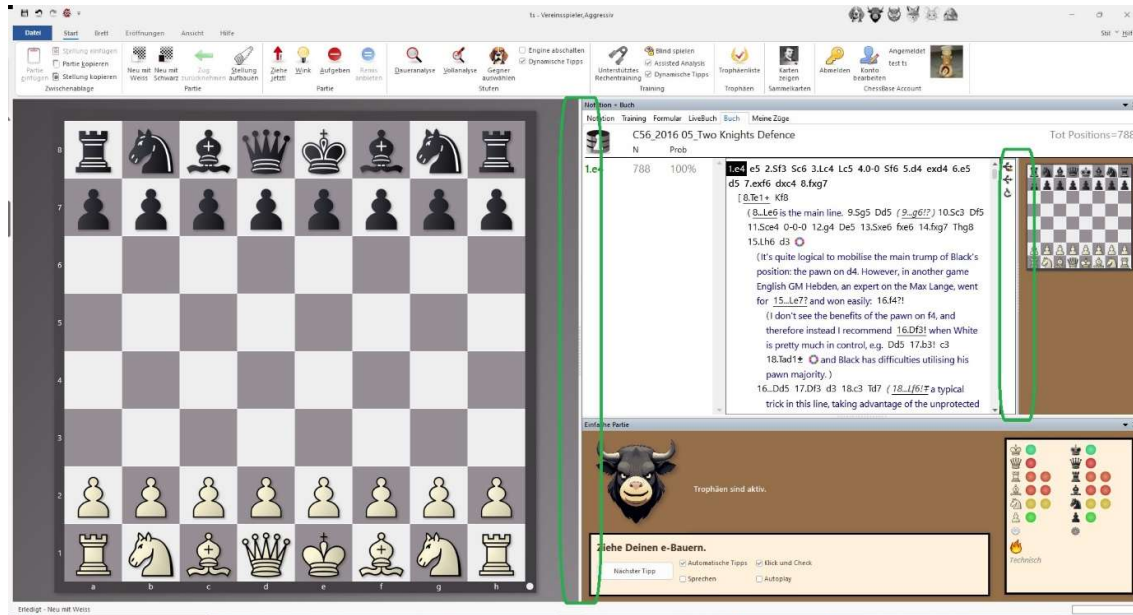 ts - Vereinsspieler,Aggressiv
Stil
Datei Start Brett Eröffnungen Ansicht Hilfe
Partie einfügen
Stellung einfügen
Partie kopieren
Stellung kopieren
Neu mit Weiss
Neu mit Schwarz
Zug zurücknehmen
Stellung aufbauen
Ziehe jetzt!
Wink
Aufgeben
Remis anbieten
Daueranalyse
Vollanalyse
Gegner auswählen
Engine abschalten
Dynamische Tipps
Unterstütztes Rechentraining
Blind spielen
Assisted Analysis
Dynamische Tipps
Trophäenliste
Karten zeigen
Abmelden
Konto bearbeiten
Angemeldet
test ts
Zwischenablage Partie Partie Stufen Training Trophäen Sammelkarten ChessBase Account
Notation + Buch
Notation Training Formular LiveBuch Buch Meine Züge
C56_2016 05_Two Knights Defence Tot Positions=788
N Prob
1.e4 788 100%
1.e4 e5 2.Sf3 Sc6 3.Lc4 Lc5 4.0-0 Sf6 5.d4 exd4 6.e5
d5 7.exf6 dxc4 8.fxg7
[ 8.Te1+ Kf8
( 8...Le6 is the main line. 9.Sg5 Dd5 ( 9...g6!? ) 10.Sc3 Df5
11.Sce4 0-0-0 12.g4 De5 13.Sxe6 fxe6 14.fxg7 Thg8
15.Lh6 d3
(It's quite logical to mobilise the main trump of Black's
position: the pawn on d4. However, in another game
English GM Hebden, an expert on the Max Lange, went
for 15...Le7? and won easily: 16.f4?!
(I don't see the benefits of the pawn on f4, and
therefore instead I recommend 16.Df3! when White
is pretty much in control, e.g. Dd5 17.b3! c3
18.Tad1± and Black has difficulties utilising his
pawn majority. )
16...Dd5 17.Df3 d3 18.c3 Td7 ( 18...Lf6!∓ a typical
trick in this line, taking advantage of the unprotected
8
7
6
5
4
3
2
1
a b c d e f g h
Einfache Partie
Trophäen sind aktiv.
Ziehe Deinen e-Bauern.
Nächster Tipp
Automatische Tipps Klick und Check
Sprechen Autoplay
Technisch
Erledigt - Neu mit Weiss